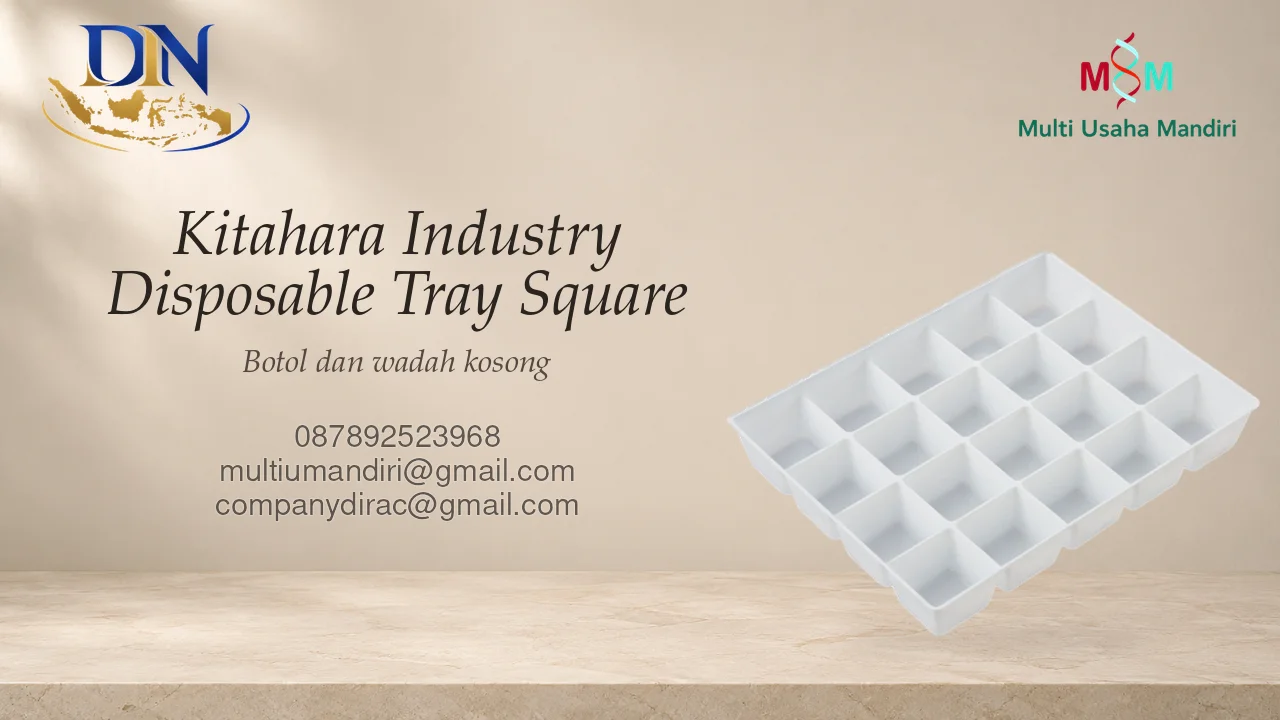 DN
M M
Multi Usaha Mandiri
Kitahara Industry
Disposable Tray Square
Botol dan wadah kosong
087892523968
multiumandiri@gmail.com
companydirac@gmail.com